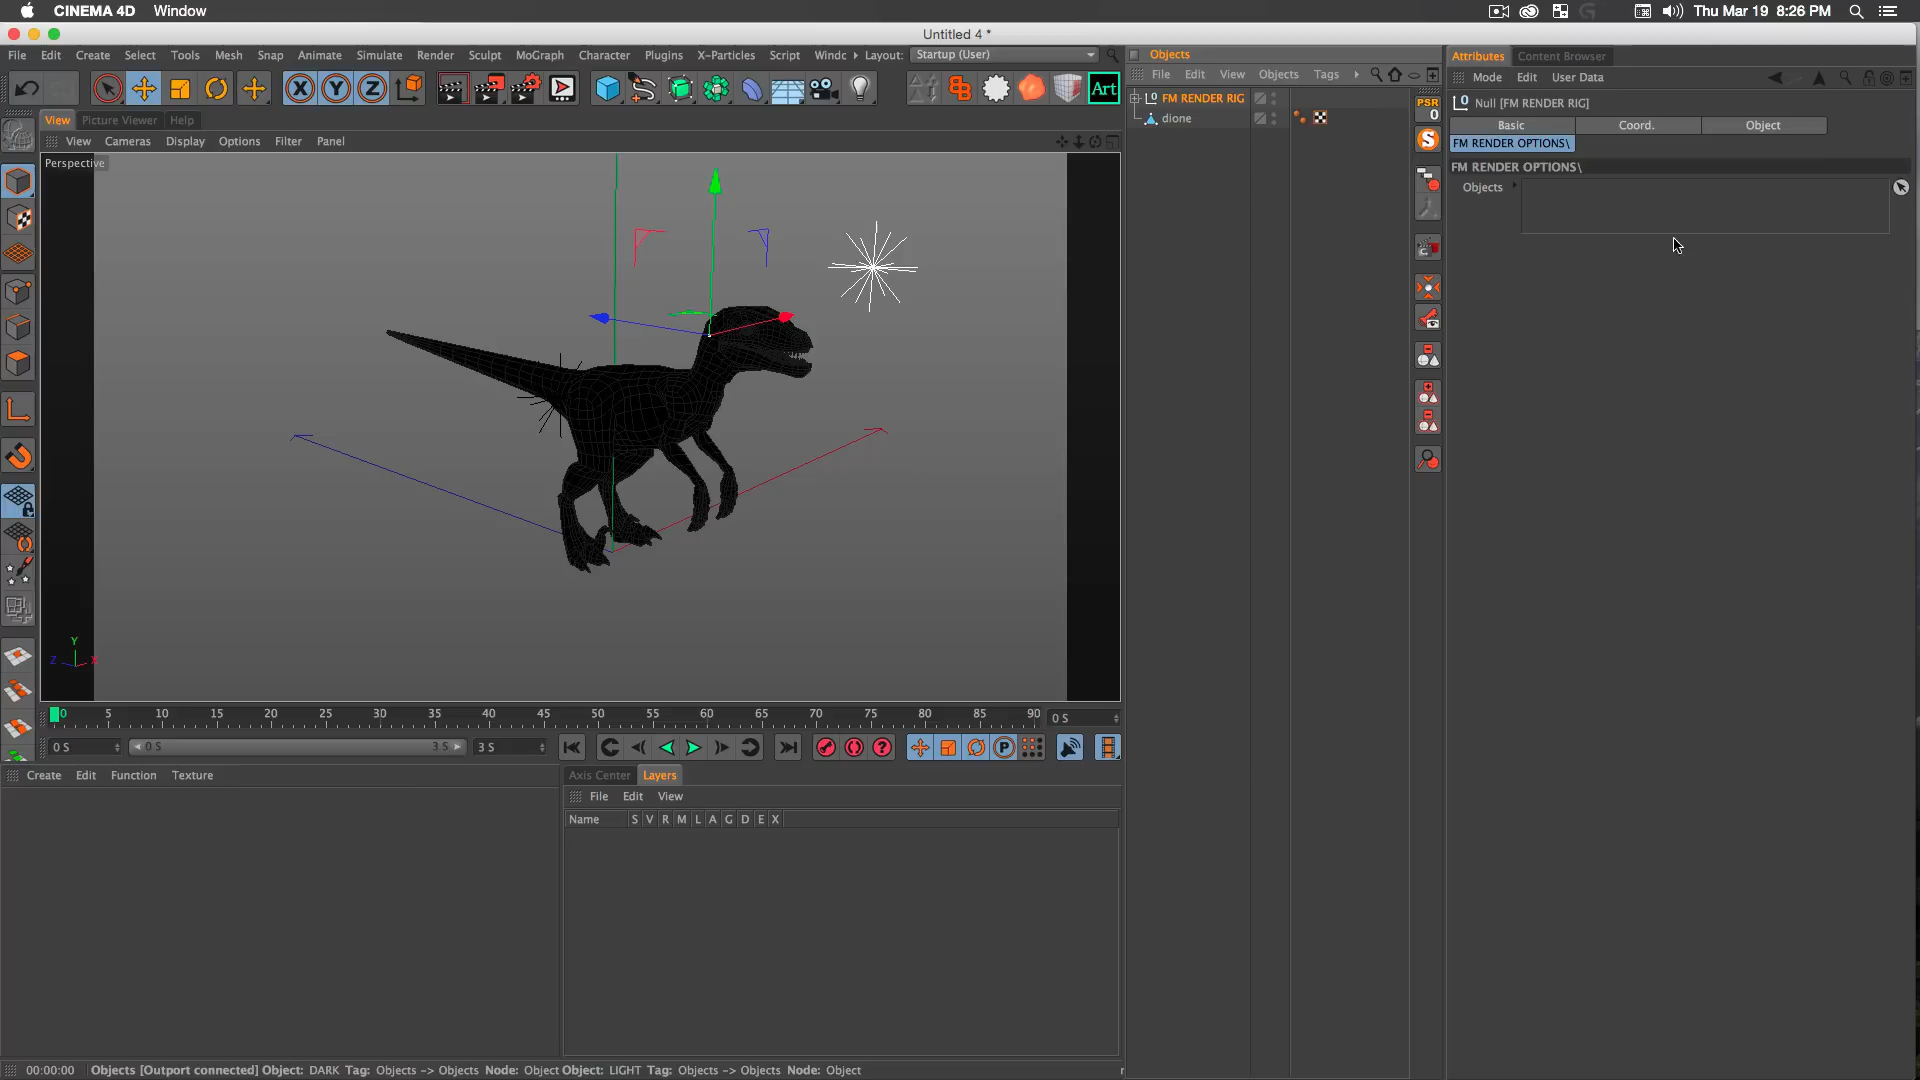 CINEMA 4D Window
Thu Mar 19 8:26 PM
Untitled 4 *
File Edit Create Select Tools Mesh Snap Animate Simulate Render Sculpt MoGraph Character Plugins X-Particles Script Windc Layout: Startup (User)
X Y Z
Art
View Picture Viewer Help
View Cameras Display Options Filter Panel
Perspective
Y
Z X
0 5 10 15 20 25 30 35 40 45 50 55 60 65 70 75 80 85 90 0 S
0 S 0 S 3 S 3 S
P
Create Edit Function Texture
Axis Center Layers
File Edit View
Name S V R M L A G D E X
00:00:00 Objects [Outport connected] Object: DARK Tag: Objects -> Objects Node: Object Object: LIGHT Tag: Objects -> Objects Node: Object
Objects
File Edit View Objects Tags
FM RENDER RIG
dione
PSR
0
S
Attributes Content Browser
Mode Edit User Data
Null [FM RENDER RIG]
Basic Coord. Object
FM RENDER OPTIONS\
FM RENDER OPTIONS\
Objects